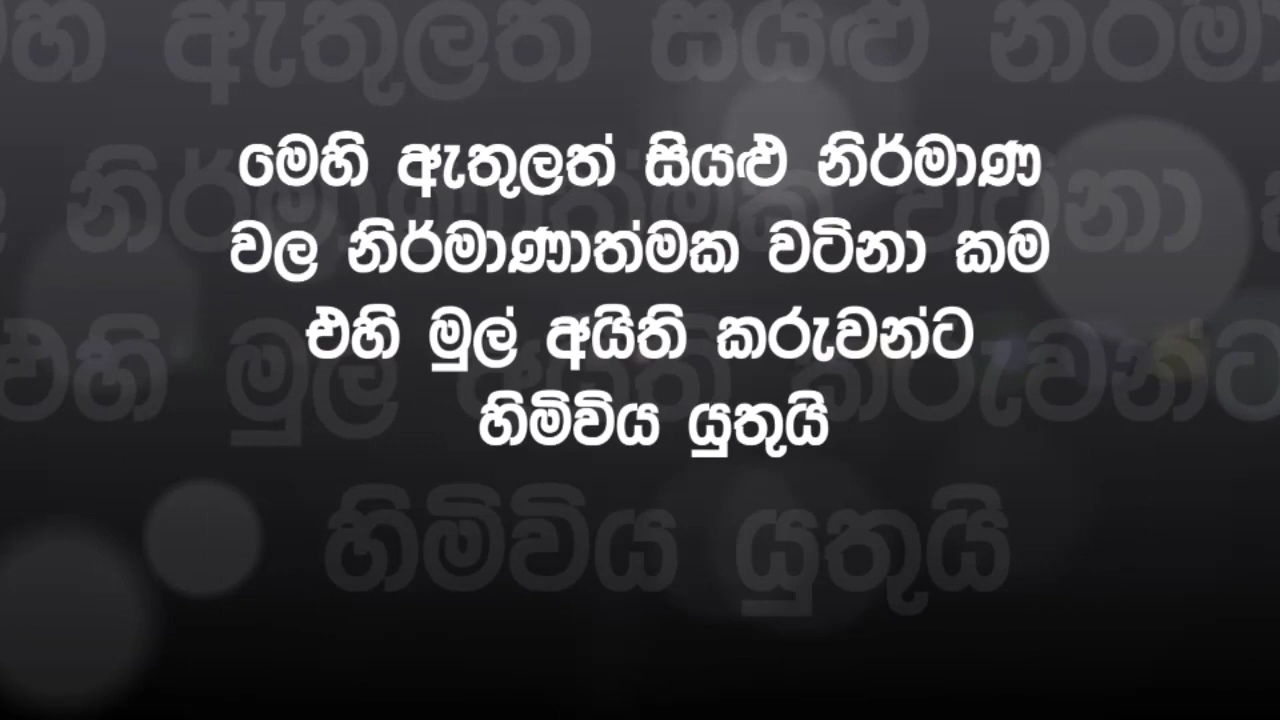 මෙහි ඇතුලත් සියළු නිර්මාණ
වල නිර්මාණාත්මක වටිනා කම
එහි මුල් අයිති කරුවන්ට
හිමිවිය යුතුයි